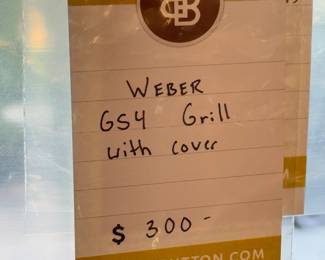 WEBER
GS4 Grill
with cover
$ 300-